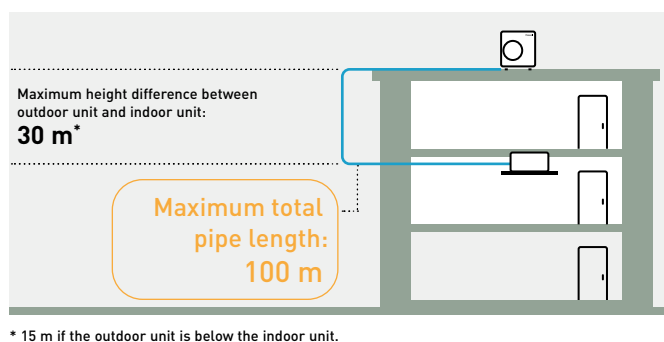 Maximum height difference between
outdoor unit and indoor unit:
30 m*
Maximum total
pipe length:
100 m
* 15 m if the outdoor unit is below the indoor unit.